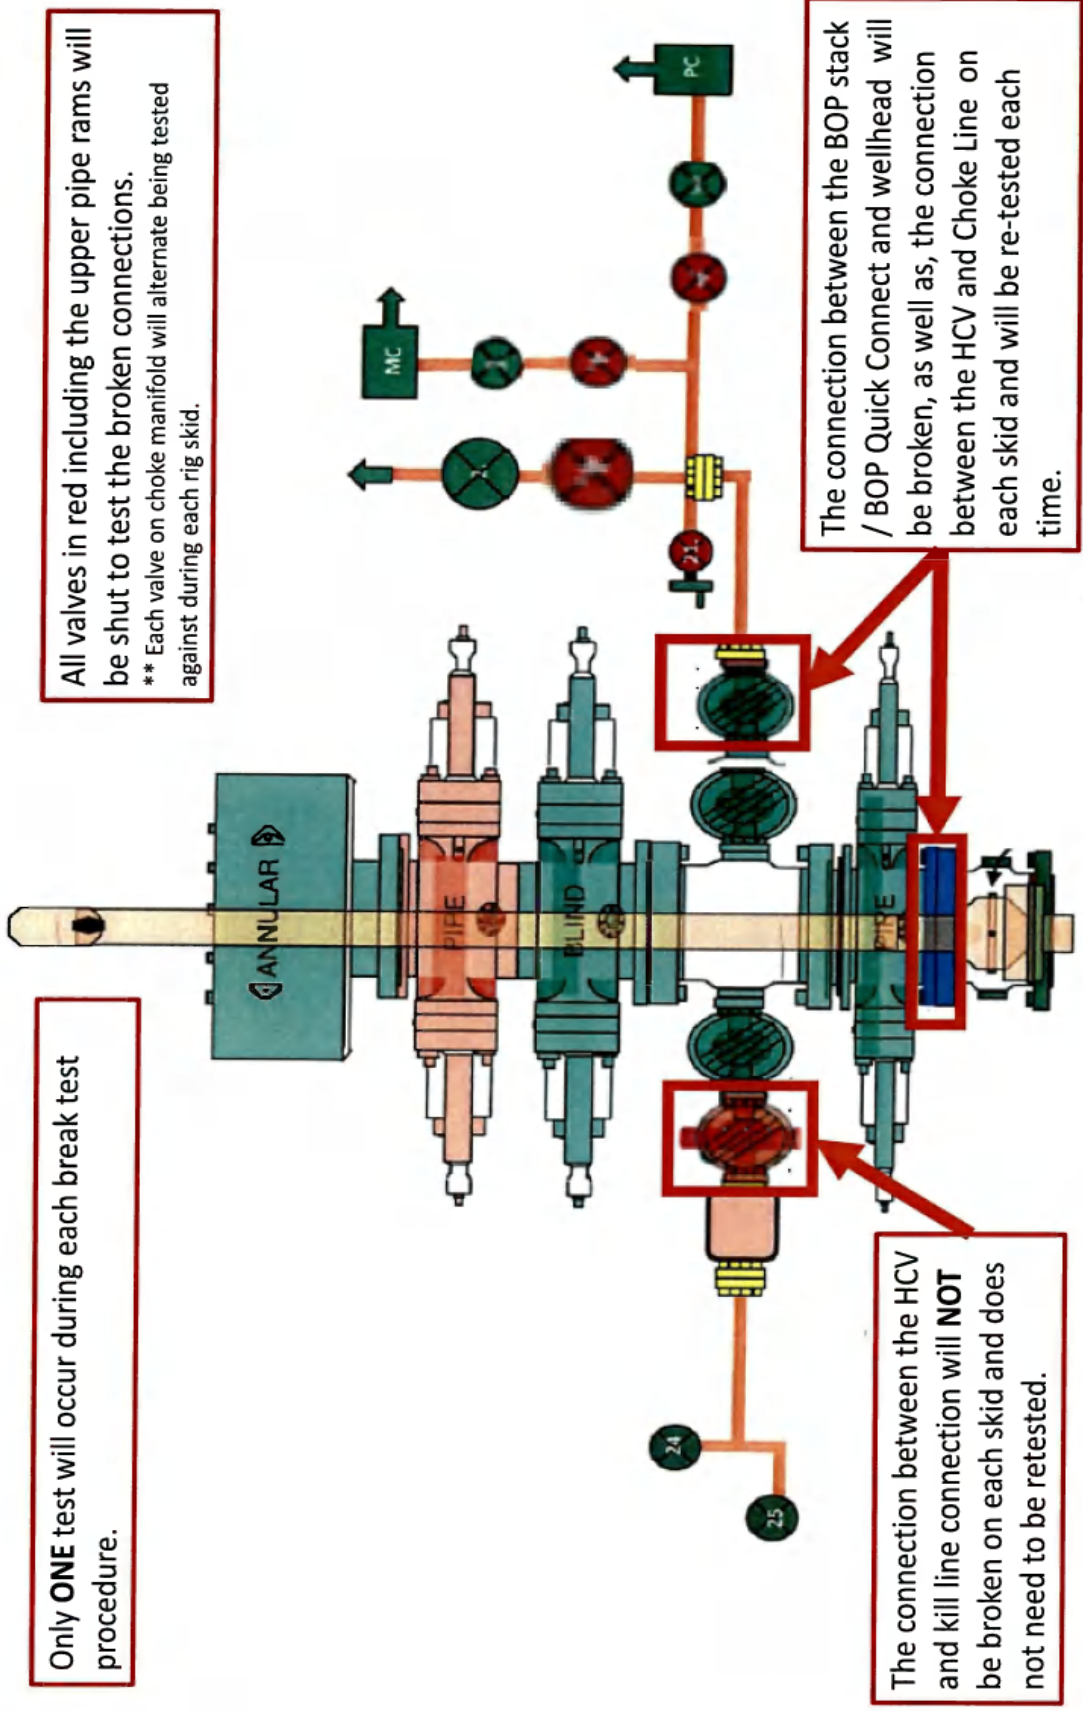 Only ONE test will occur during each break test
procedure.
All valves in red including the upper pipe rams will
be shut to test the broken connections.
** Each valve on choke manifold will alternate being tested
against during each rig skid.
ANNULAR
PIPE
BLIND
PIPE
MC
PC
21
24
25
The connection between the HCV
and kill line connection will NOT
be broken on each skid and does
not need to be retested.
The connection between the BOP stack
/ BOP Quick Connect and wellhead will
be broken, as well as, the connection
between the HCV and Choke Line on
each skid and will be re-tested each
time.